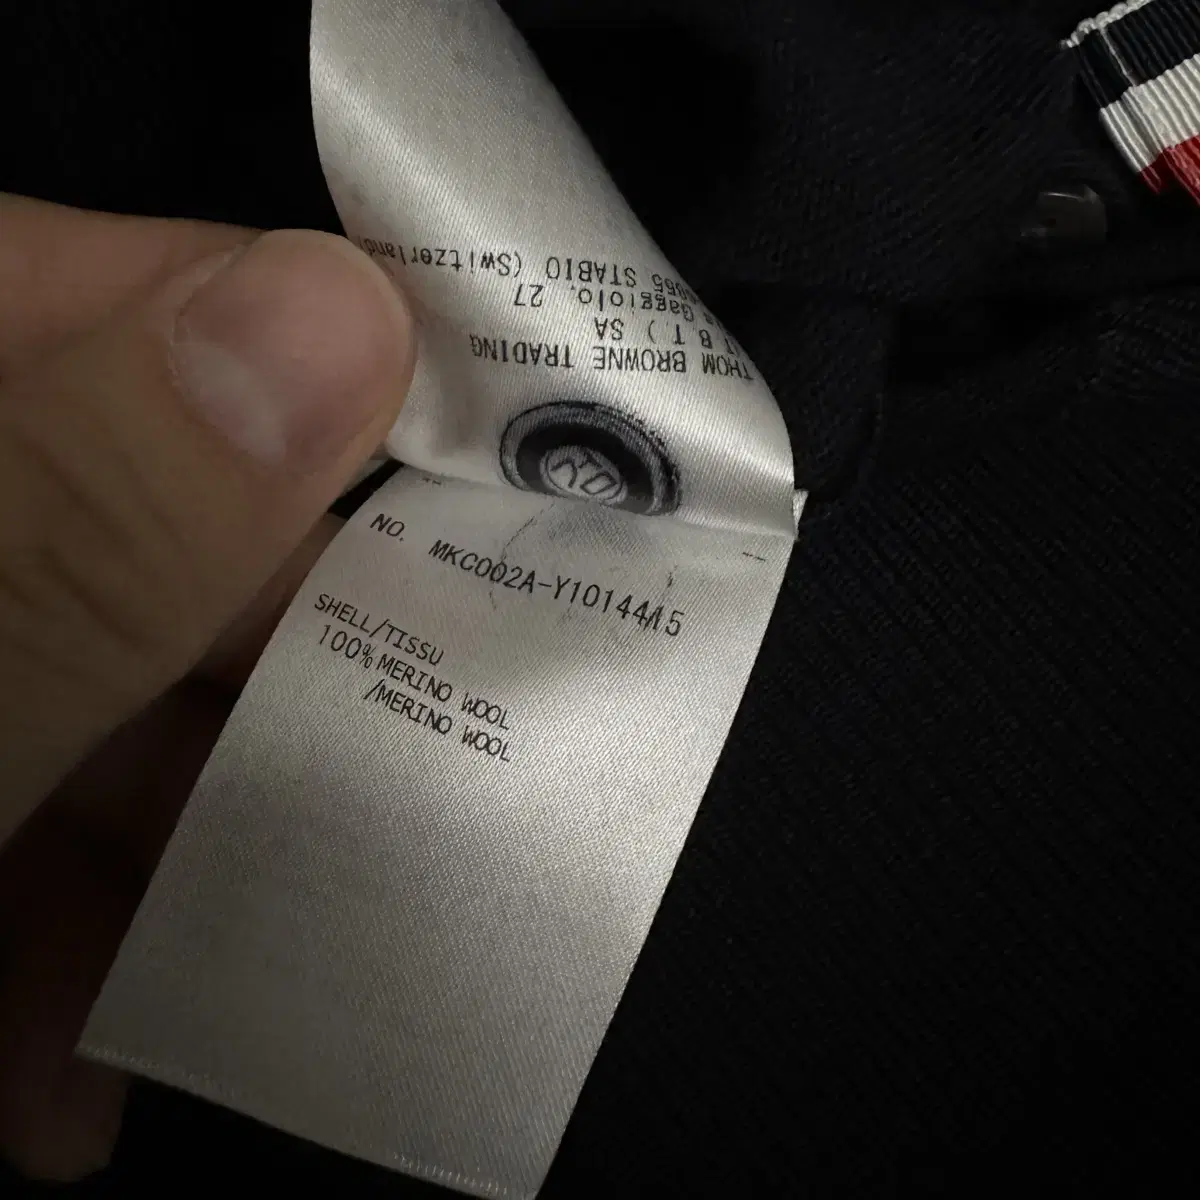 THOM BROWNE TRADING
( T B T ) SA
Gaggiolo, 27
STABIO (Switzerland)
NO. MKC002A-Y1014415
SHELL/TISSU
100% MERINO WOOL
/MERINO WOOL